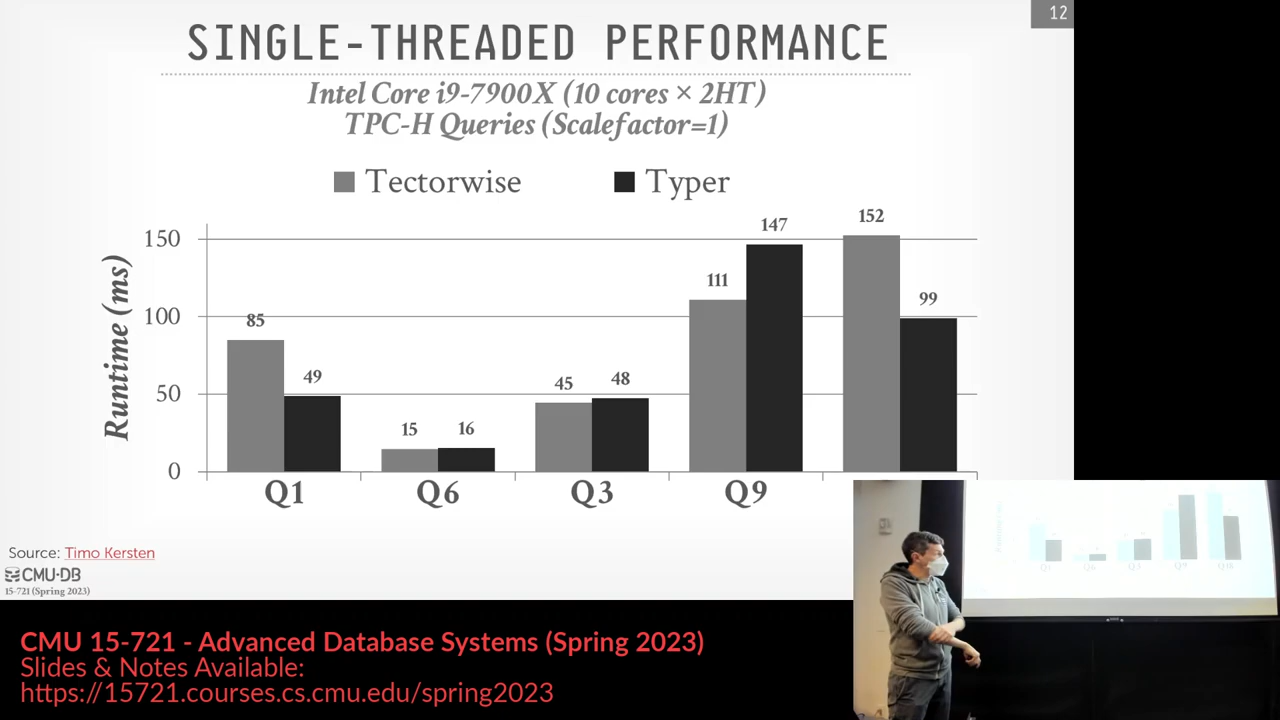 12
SINGLE-THREADED PERFORMANCE
Intel Core i9-7900X (10 cores × 2HT)
TPC-H Queries (Scalefactor=1)
Tectorwise Typer
Runtime (ms)
150
100
50
0
85 49 15 16 45 48 111 147 152 99
Q1 Q6 Q3 Q9
Source: Timo Kersten
CMU·DB
15-721 (Spring 2023)
CMU 15-721 - Advanced Database Systems (Spring 2023)
Slides & Notes Available:
https://15721.courses.cs.cmu.edu/spring2023